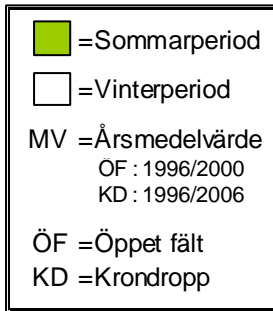 =Sommarperiod
=Vinterperiod
MV =Årsmedelvärde
ÖF : 1996/2000
KD : 1996/2006
ÖF =Öppet fält
KD =Krondropp